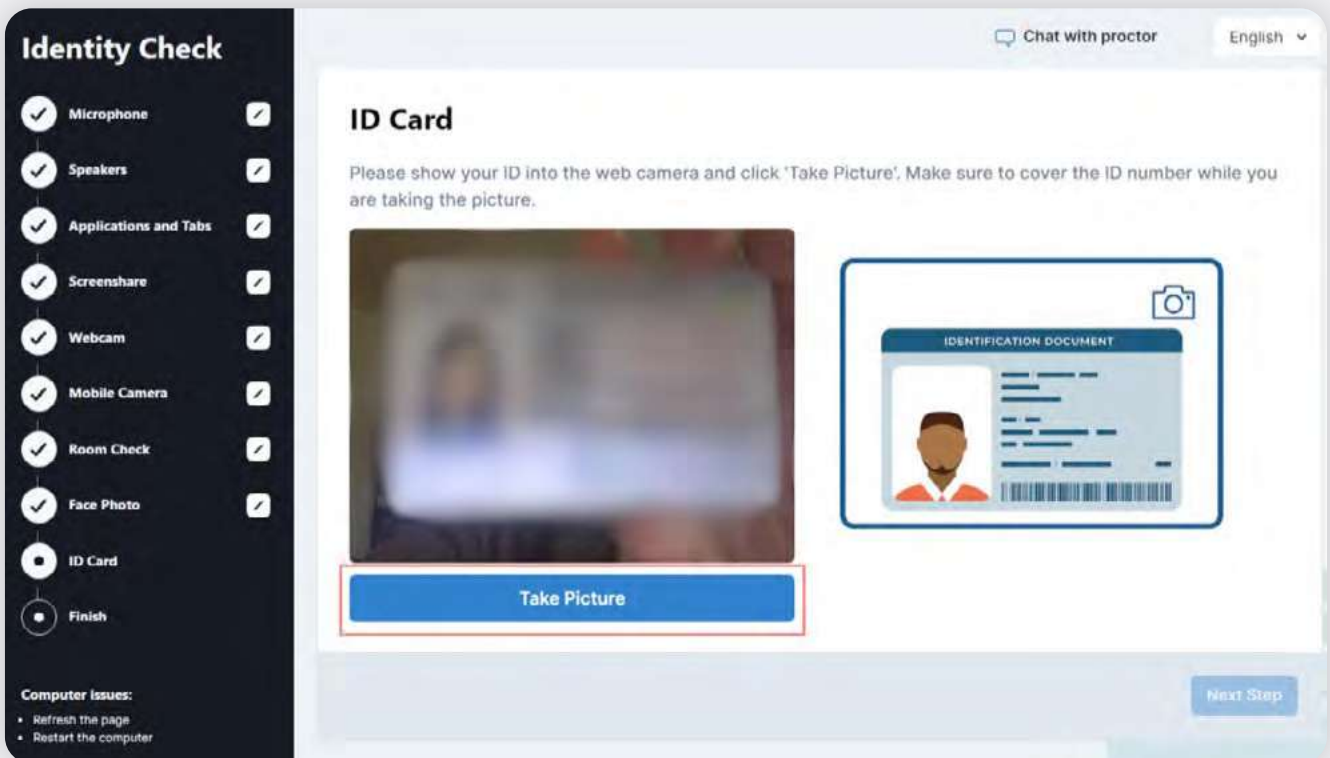 Identity Check
Microphone
Speakers
Applications and Tabs
Screenshare
Webcam
Mobile Camera
Room Check
Face Photo
ID Card
Finish
Computer issues:
• Refresh the page
• Restart the computer
Chat with proctor
English
ID Card
Please show your ID into the web camera and click 'Take Picture'. Make sure to cover the ID number while you
are taking the picture.
IDENTIFICATION DOCUMENT
Take Picture
Next Step